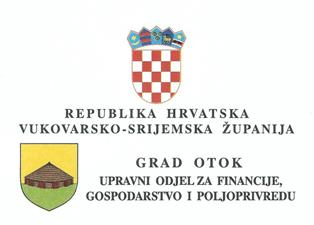 REPUBLIKA HRVATSKA
VUKOVARSKO-SRIJEMSKA ŽUPANIJA
GRAD OTOK
UPRAVNI ODJEL ZA FINANCIJE,
GOSPODARSTVO I POLJOPRIVREDU